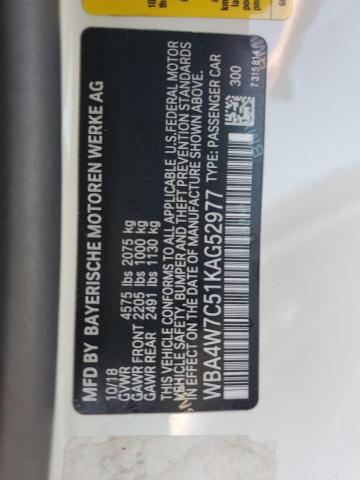 MFD BY BAYERISCHE MOTOREN WERKE AG
10/18
GVWR 4575 lbs 2075 kg
GAWR FRONT 2205 lbs 1000 kg
GAWR REAR 2491 lbs 1130 kg
THIS VEHICLE CONFORMS TO ALL APPLICABLE U.S.FEDERAL MOTOR
VEHICLE SAFETY, BUMPER AND THEFT PREVENTION STANDARDS
IN EFFECT ON THE DATE OF MANUFACTURE SHOWN ABOVE.
WBA4W7C51KAG52977 TYPE: PASSENGER CAR
300
7315814